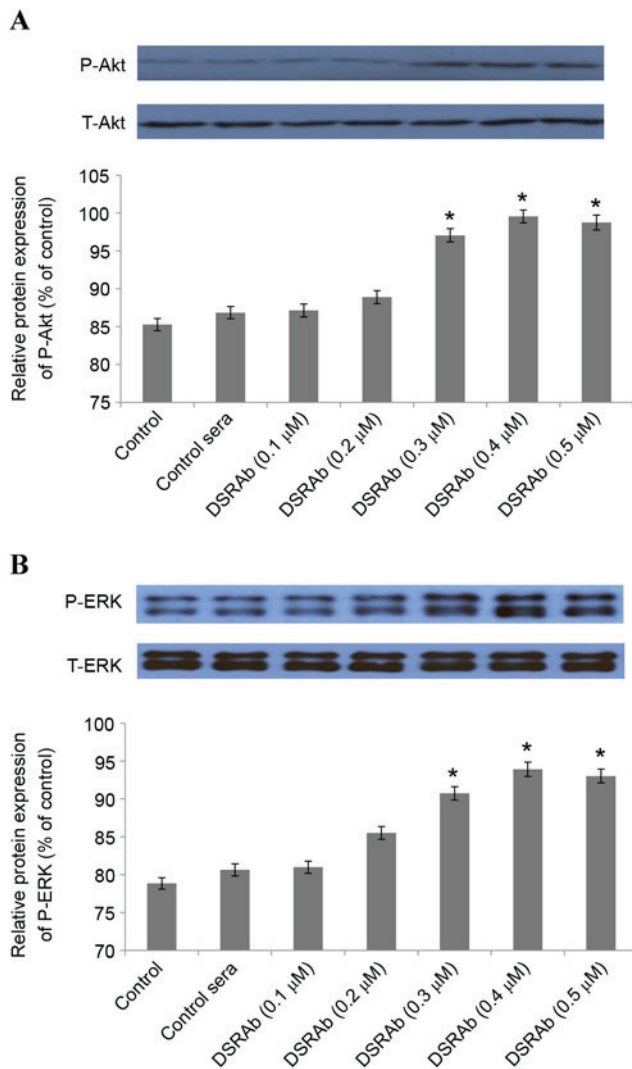 A
P-Akt
T-Akt
Relative protein expression
of P-Akt (% of control)
105
100
95
90
85
80
75
*
*
*
Control
Control sera
DSRAb (0.1 µM)
DSRAb (0.2 µM)
DSRAb (0.3 µM)
DSRAb (0.4 µM)
DSRAb (0.5 µM)
B
P-ERK
T-ERK
Relative protein expression
of P-ERK (% of control)
100
95
90
85
80
75
70
*
*
*
Control
Control sera
DSRAb (0.1 µM)
DSRAb (0.2 µM)
DSRAb (0.3 µM)
DSRAb (0.4 µM)
DSRAb (0.5 µM)